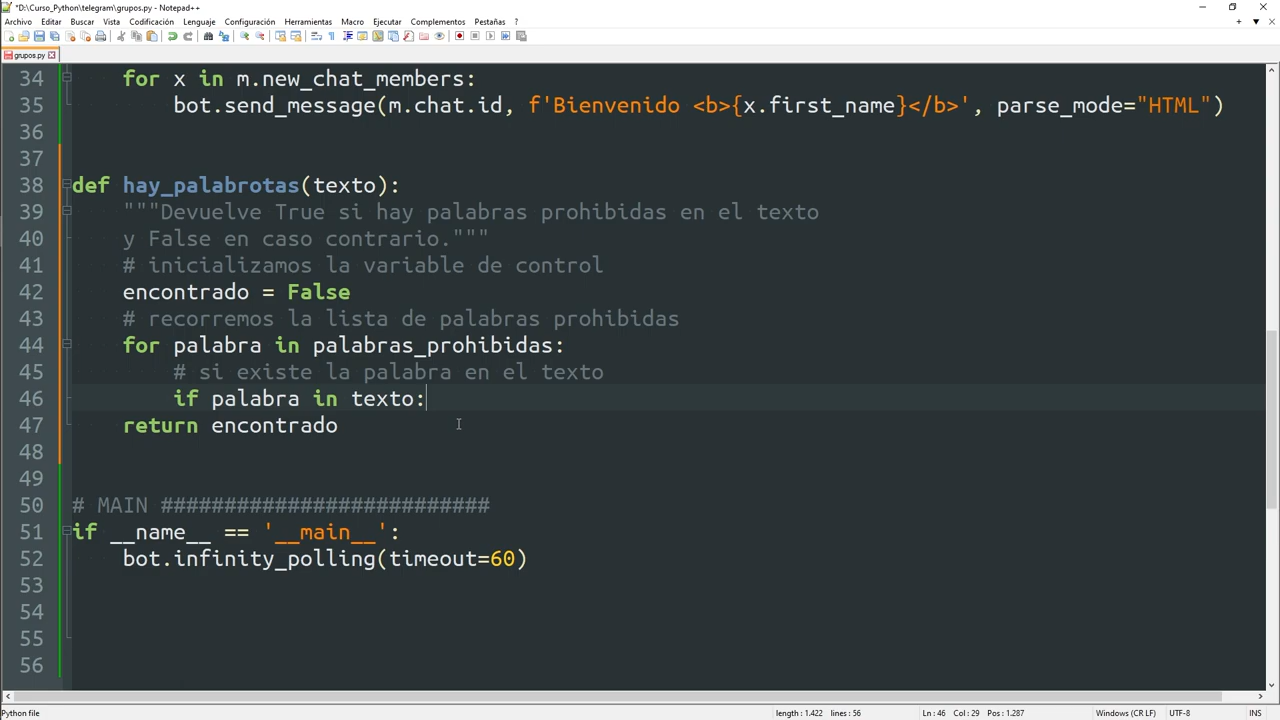 *D:\Curso_Python\telegram\grupos.py - Notepad++
Archivo Editar Buscar Vista Codificación Lenguaje Configuración Herramientas Macro Ejecutar Complementos Pestañas ?
grupos.py
34 for x in m.new_chat_members:
35 bot.send_message(m.chat.id, f'Bienvenido <b>{x.first_name}</b>', parse_mode="HTML")
36
37
38 def hay_palabrotas(texto):
39 """Devuelve True si hay palabras prohibidas en el texto
40 y False en caso contrario."""
41 # inicializamos la variable de control
42 encontrado = False
43 # recorremos la lista de palabras prohibidas
44 for palabra in palabras_prohibidas:
45 # si existe la palabra en el texto
46 if palabra in texto:
47 return encontrado
48
49
50 # MAIN ##########################
51 if __name__ == '__main__':
52 bot.infinity_polling(timeout=60)
53
54
55
56
Python file length : 1.422 lines : 56 Ln : 46 Col : 29 Pos : 1.287 Windows (CR LF) UTF-8 INS